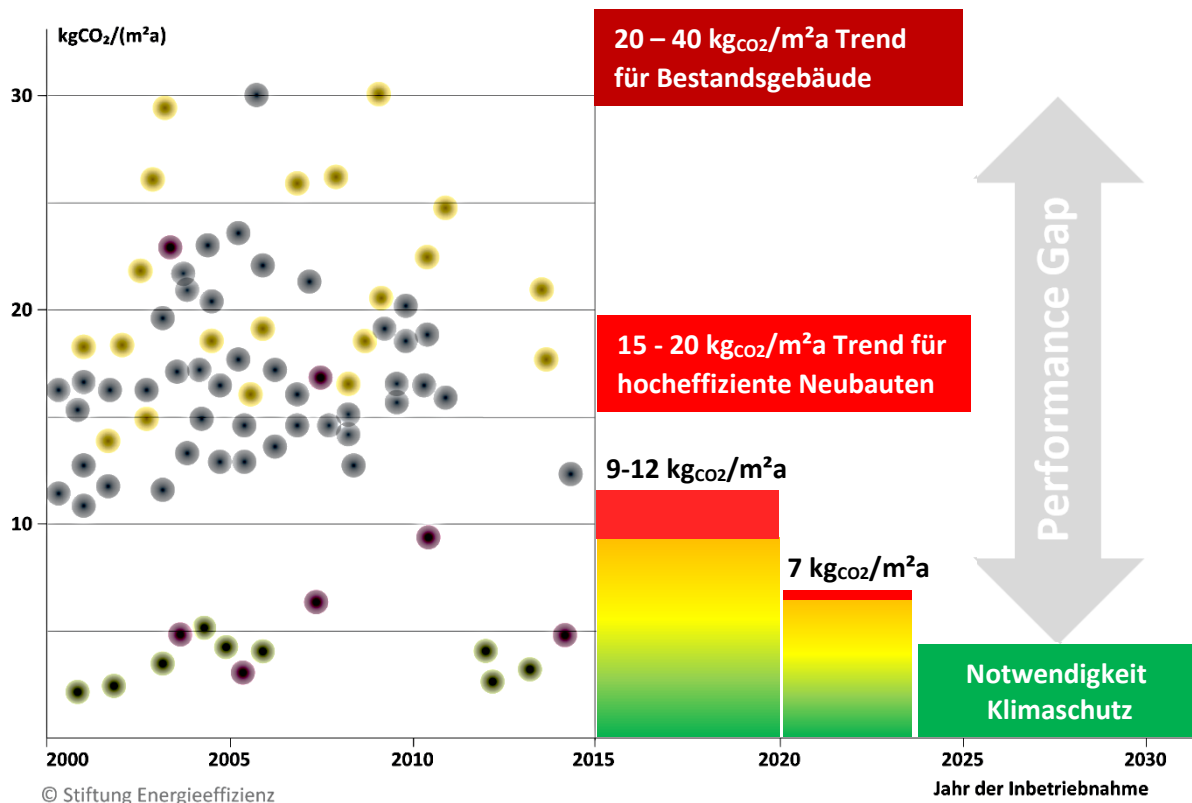 kgCO₂/(m²a)
20 – 40 kgCO2/m²a Trend
für Bestandsgebäude
30
Performance Gap
20
15 - 20 kgCO2/m²a Trend für
hocheffiziente Neubauten
9-12 kgCO2/m²a
10
7 kgCO2/m²a
Notwendigkeit
Klimaschutz
2000 2005 2010 2015 2020 2025 2030
Jahr der Inbetriebnahme
© Stiftung Energieeffizienz